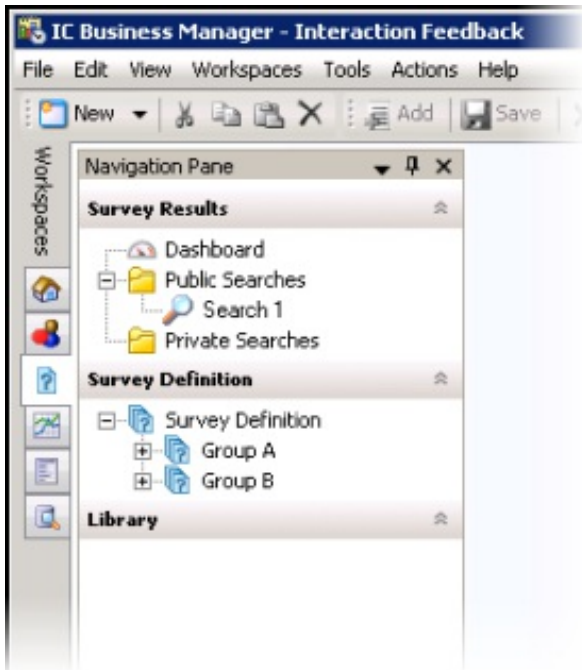 IC Business Manager - Interaction Feedback
File Edit View Workspaces Tools Actions Help
New Add Save
Workspaces
Navigation Pane
Survey Results
Dashboard
Public Searches
Search 1
Private Searches
Survey Definition
Survey Definition
Group A
Group B
Library